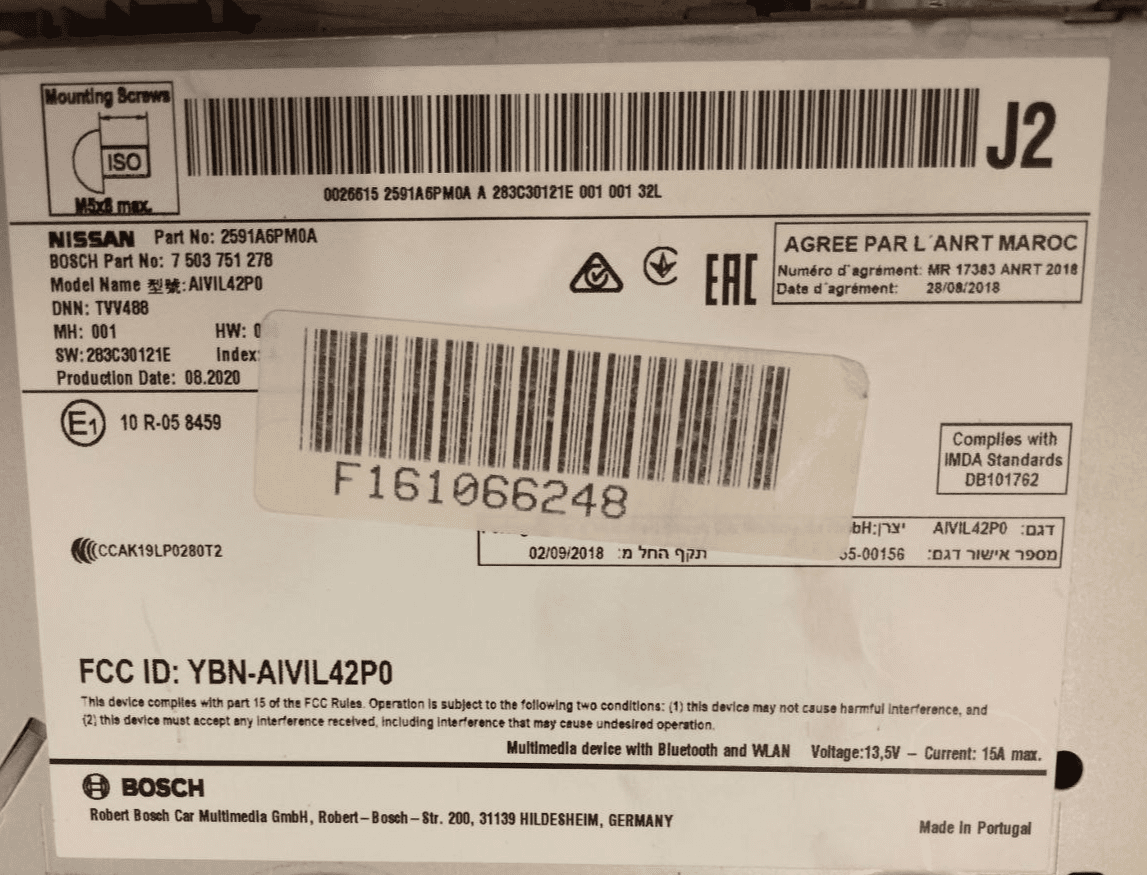 Mounting Screws
ISO
M5x8 max.
J2
0026615 2591A6PM0A A 283C30121E 001 001 32L
NISSAN Part No: 2591A6PM0A
BOSCH Part No: 7 503 751 278
Model Name 型號:AIVIL42P0
DNN: TVV488
MH: 001 HW: 0
SW:283C30121E Index:
Production Date: 08.2020
EAC
AGREE PAR L´ANRT MAROC
Numéro d´agrément: MR 17383 ANRT 2018
Date d´agrément: 28/08/2018
E1 10 R-05 8459
F161066248
Complies with
IMDA Standards
DB101762
CCAK19LP0280T2
דגם: AIVIL42P0 יצרן:bH
מספר אישור דגם: 5-00156 תקף החל מ: 02/09/2018
FCC ID: YBN-AIVIL42P0
This device complies with part 15 of the FCC Rules. Operation is subject to the following two conditions: (1) this device may not cause harmful interference, and
(2) this device must accept any interference received, including interference that may cause undesired operation.
Multimedia device with Bluetooth and WLAN Voltage:13,5V – Current: 15A max.
BOSCH
Robert Bosch Car Multimedia GmbH, Robert–Bosch–Str. 200, 31139 HILDESHEIM, GERMANY
Made in Portugal